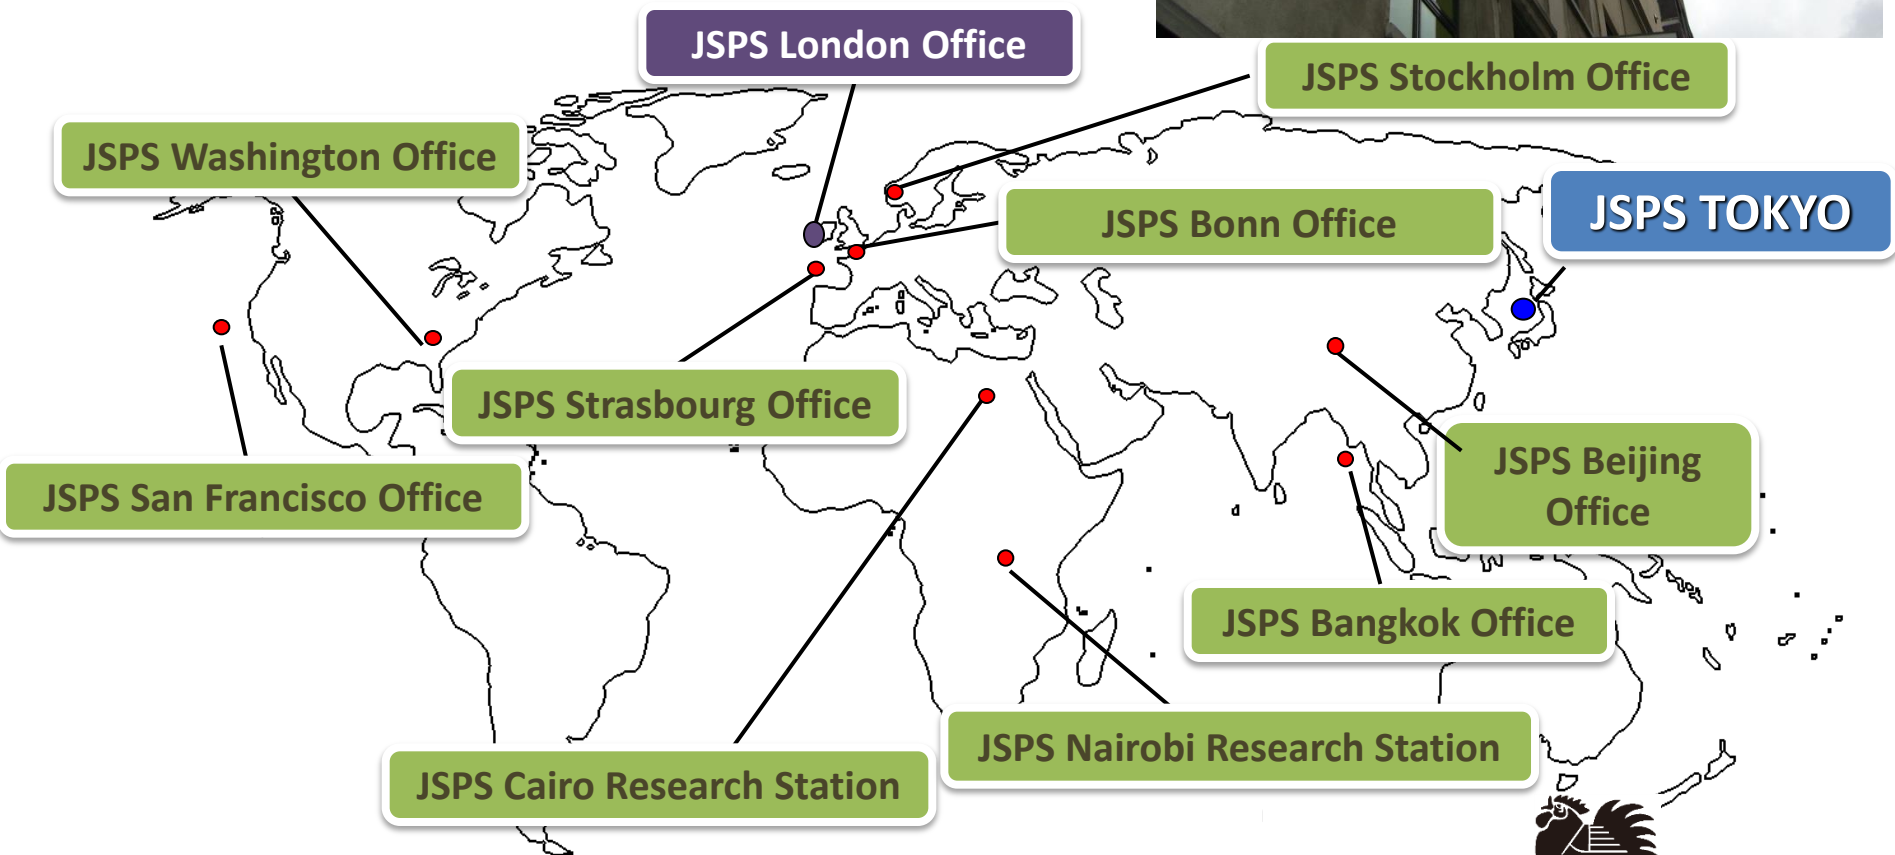 JSPS London Office
JSPS Stockholm Office
JSPS Washington Office
JSPS Bonn Office
JSPS TOKYO
JSPS Strasbourg Office
JSPS San Francisco Office
JSPS Beijing
Office
JSPS Bangkok Office
JSPS Nairobi Research Station
JSPS Cairo Research Station